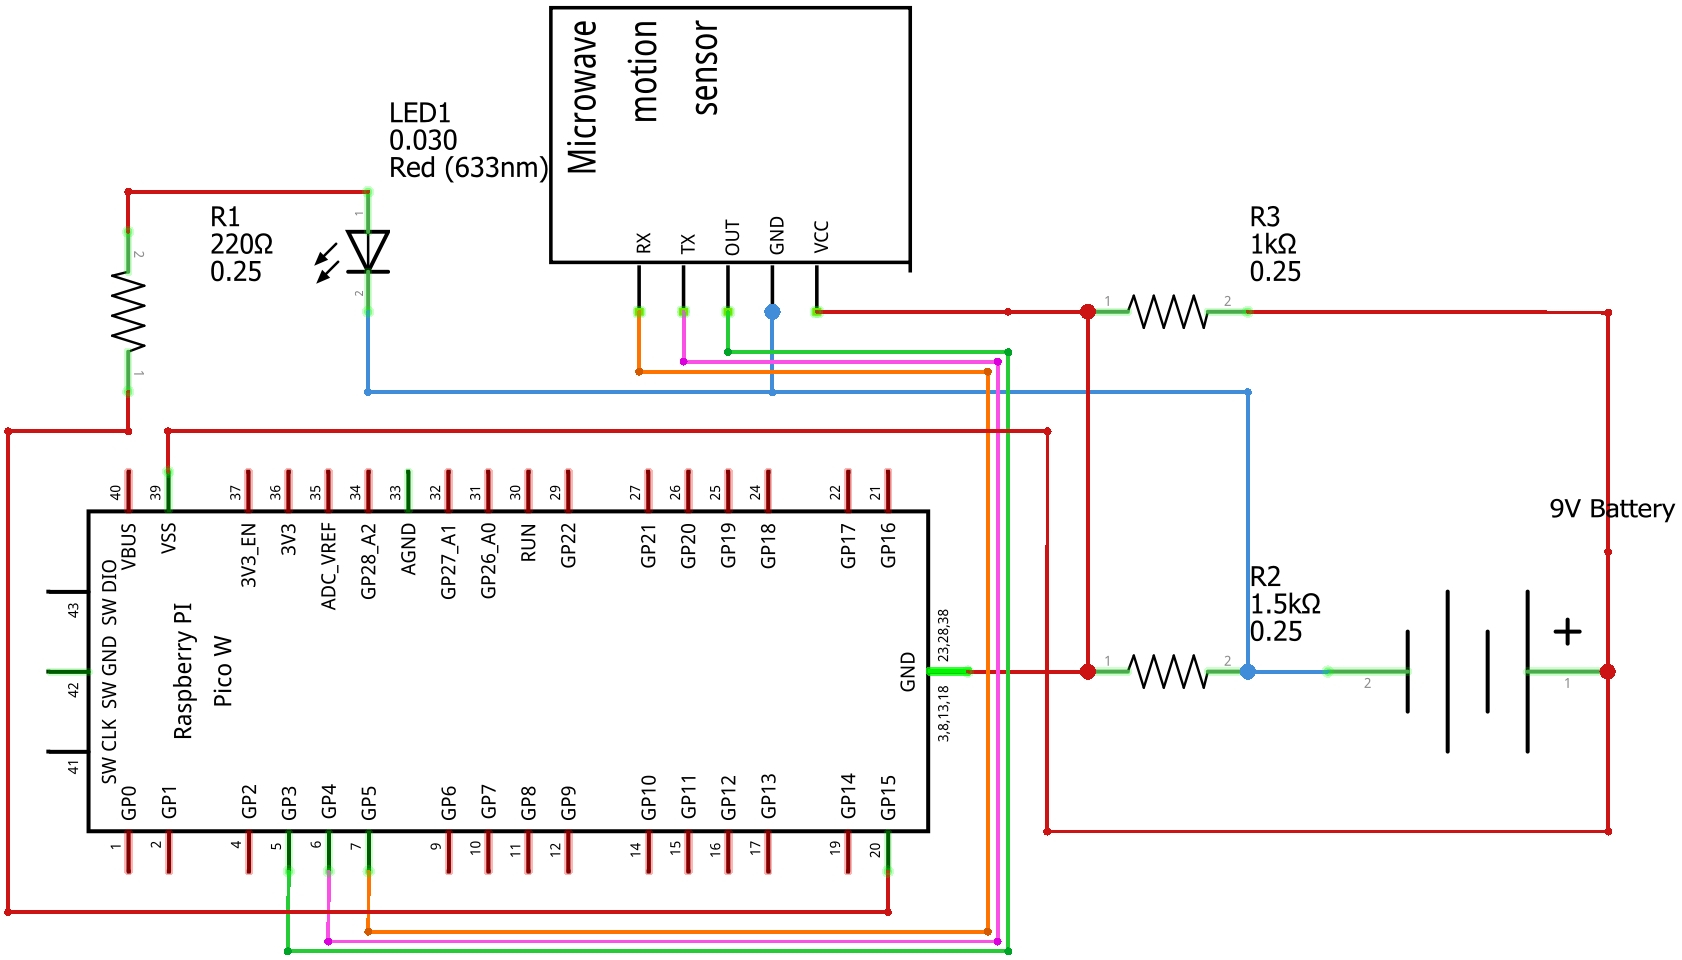 Microwave
motion
sensor
RX
TX
OUT
GND
VCC
LED1
0.030
Red (633nm)
1
2
R1
220Ω
0.25
2
1
R3
1kΩ
0.25
1
2
9V Battery
+
R2
1.5kΩ
0.25
1
2
2
1
40
39
37
36
35
34
33
32
31
30
29
27
26
25
24
22
21
VBUS
VSS
3V3_EN
3V3
ADC_VREF
GP28_A2
AGND
GP27_A1
GP26_A0
RUN
GP22
GP21
GP20
GP19
GP18
GP17
GP16
43
SW DIO
42
SW GND
41
SW CLK
Raspberry PI
Pico W
GND
23,28,38
3,8,13,18
GP0
GP1
GP2
GP3
GP4
GP5
GP6
GP7
GP8
GP9
GP10
GP11
GP12
GP13
GP14
GP15
1
2
4
5
6
7
9
10
11
12
14
15
16
17
19
20